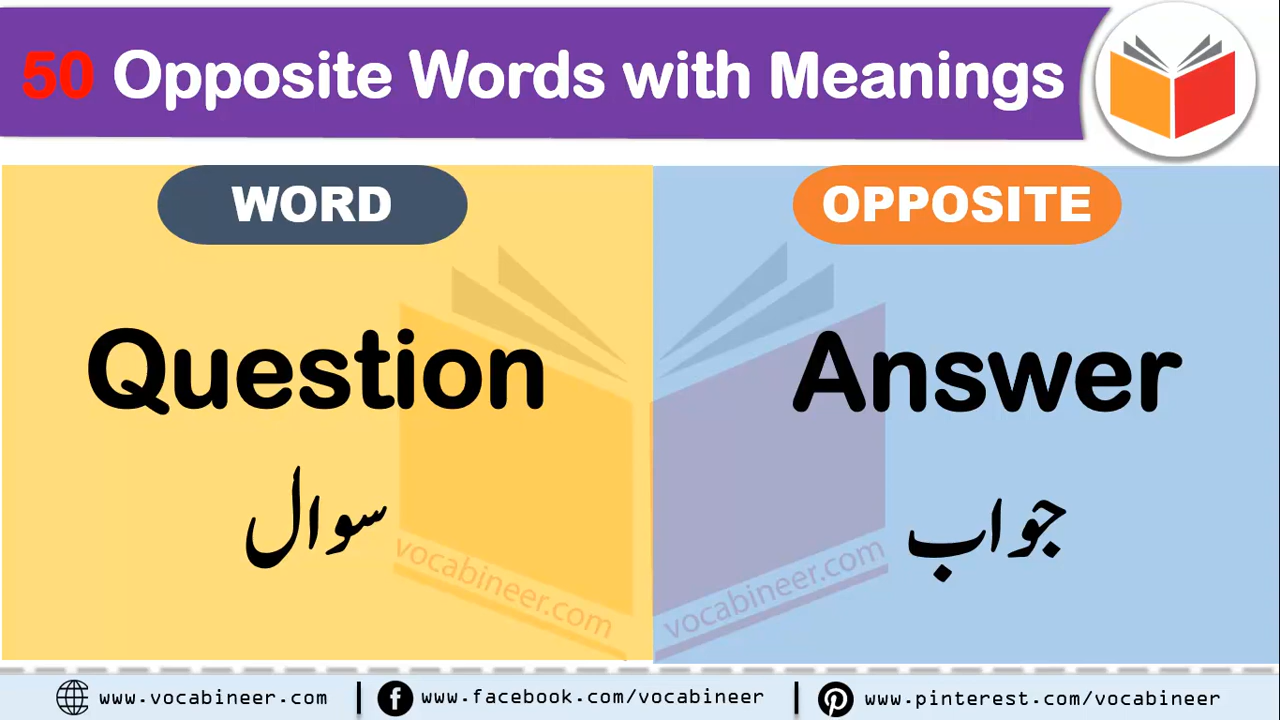 50 Opposite Words with Meanings
WORD
OPPOSITE
Question
Answer
سوال
جواب
vocabineer.com
vocabineer.com
www.vocabineer.com
www.facebook.com/vocabineer
www.pinterest.com/vocabineer